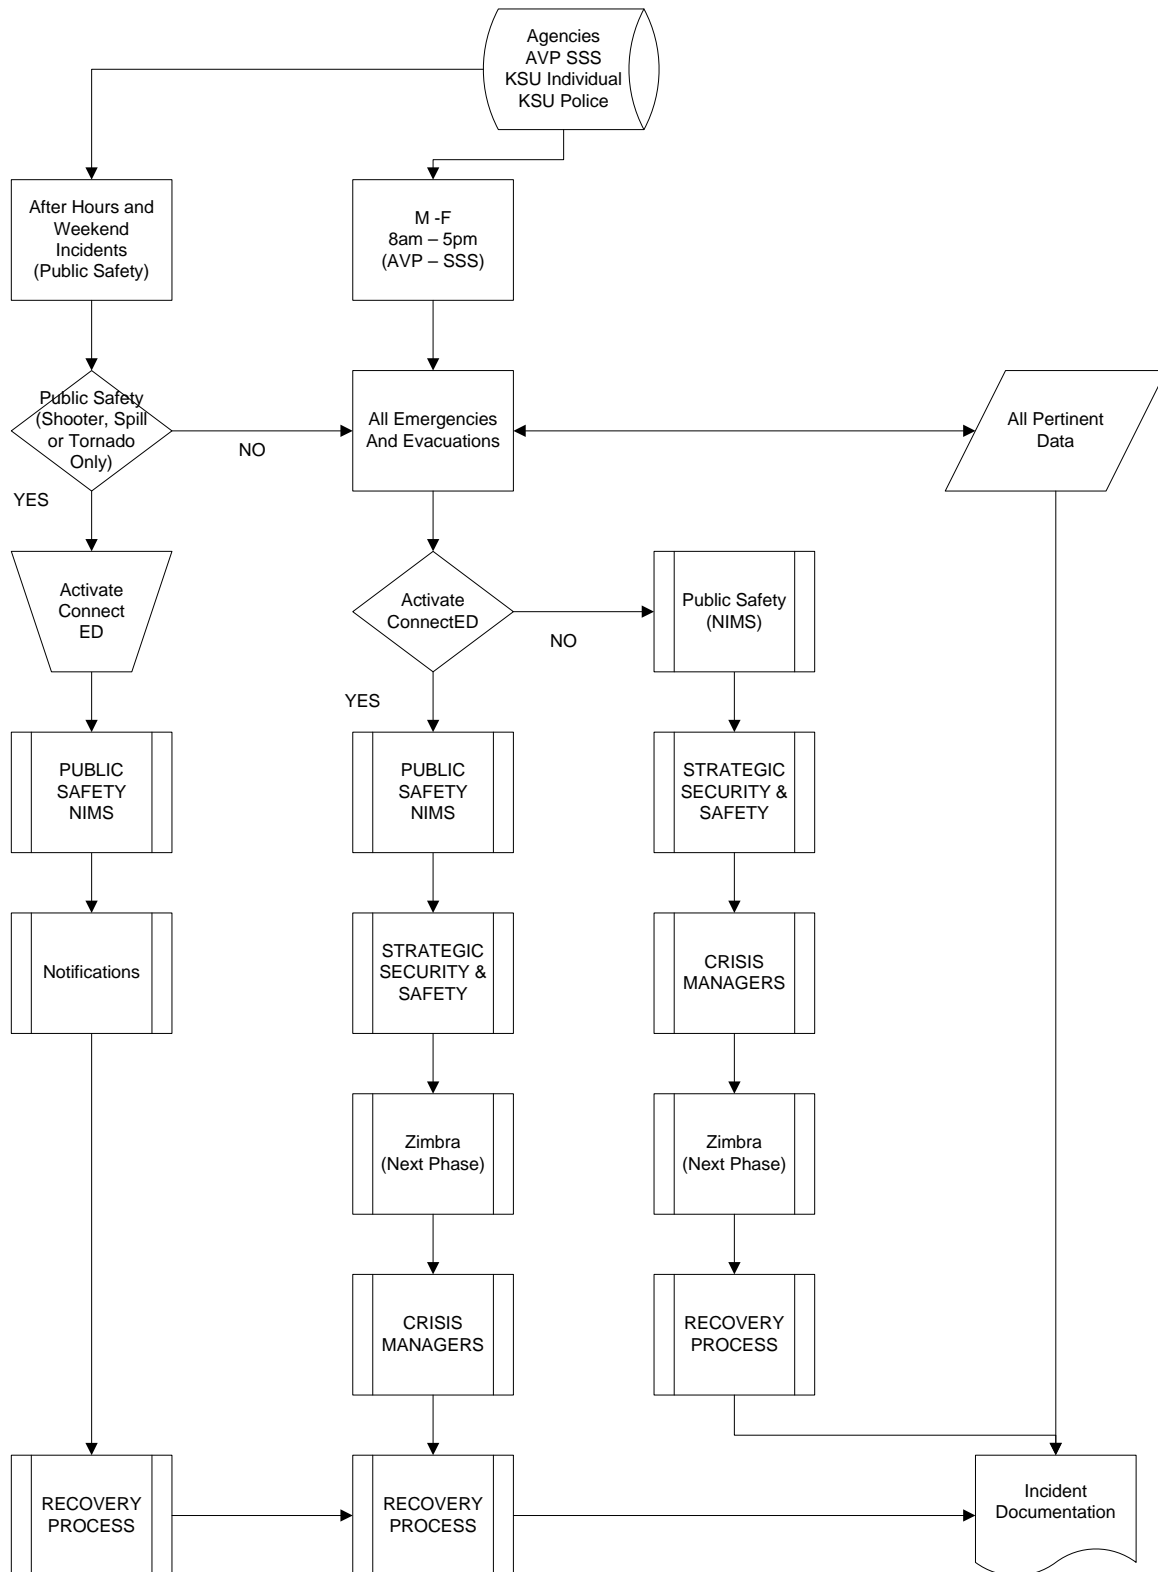 Agencies
AVP SSS
KSU Individual
KSU Police
After Hours and
Weekend
Incidents
(Public Safety)
M -F
8am – 5pm
(AVP – SSS)
Public Safety
(Shooter, Spill
or Tornado
Only)
NO
YES
All Emergencies
And Evacuations
All Pertinent
Data
Activate
Connect
ED
Activate
ConnectED
NO
YES
Public Safety
(NIMS)
PUBLIC
SAFETY
NIMS
PUBLIC
SAFETY
NIMS
STRATEGIC
SECURITY &
SAFETY
Notifications
STRATEGIC
SECURITY &
SAFETY
CRISIS
MANAGERS
Zimbra
(Next Phase)
Zimbra
(Next Phase)
CRISIS
MANAGERS
RECOVERY
PROCESS
RECOVERY
PROCESS
RECOVERY
PROCESS
Incident
Documentation